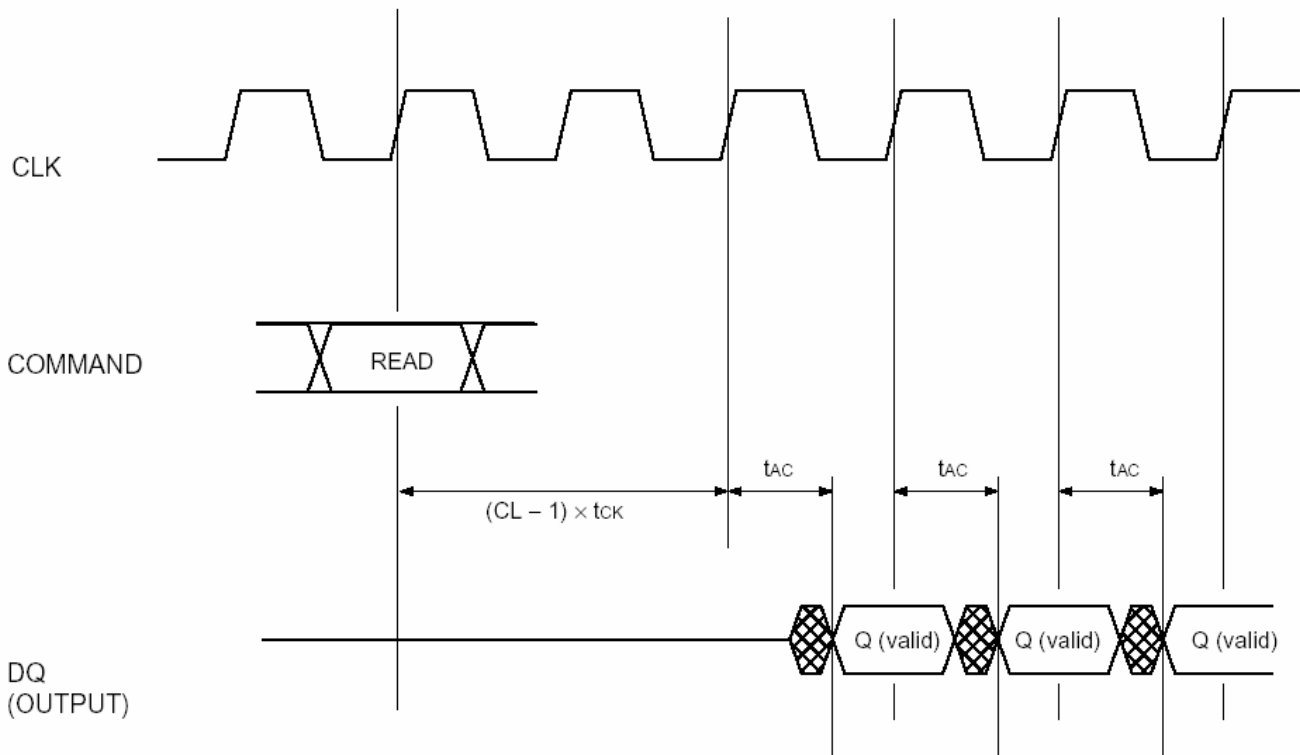 CLK
COMMAND
READ
tAC
tAC
tAC
(CL – 1) × tCK
Q (valid)
Q (valid)
Q (valid)
DQ
(OUTPUT)